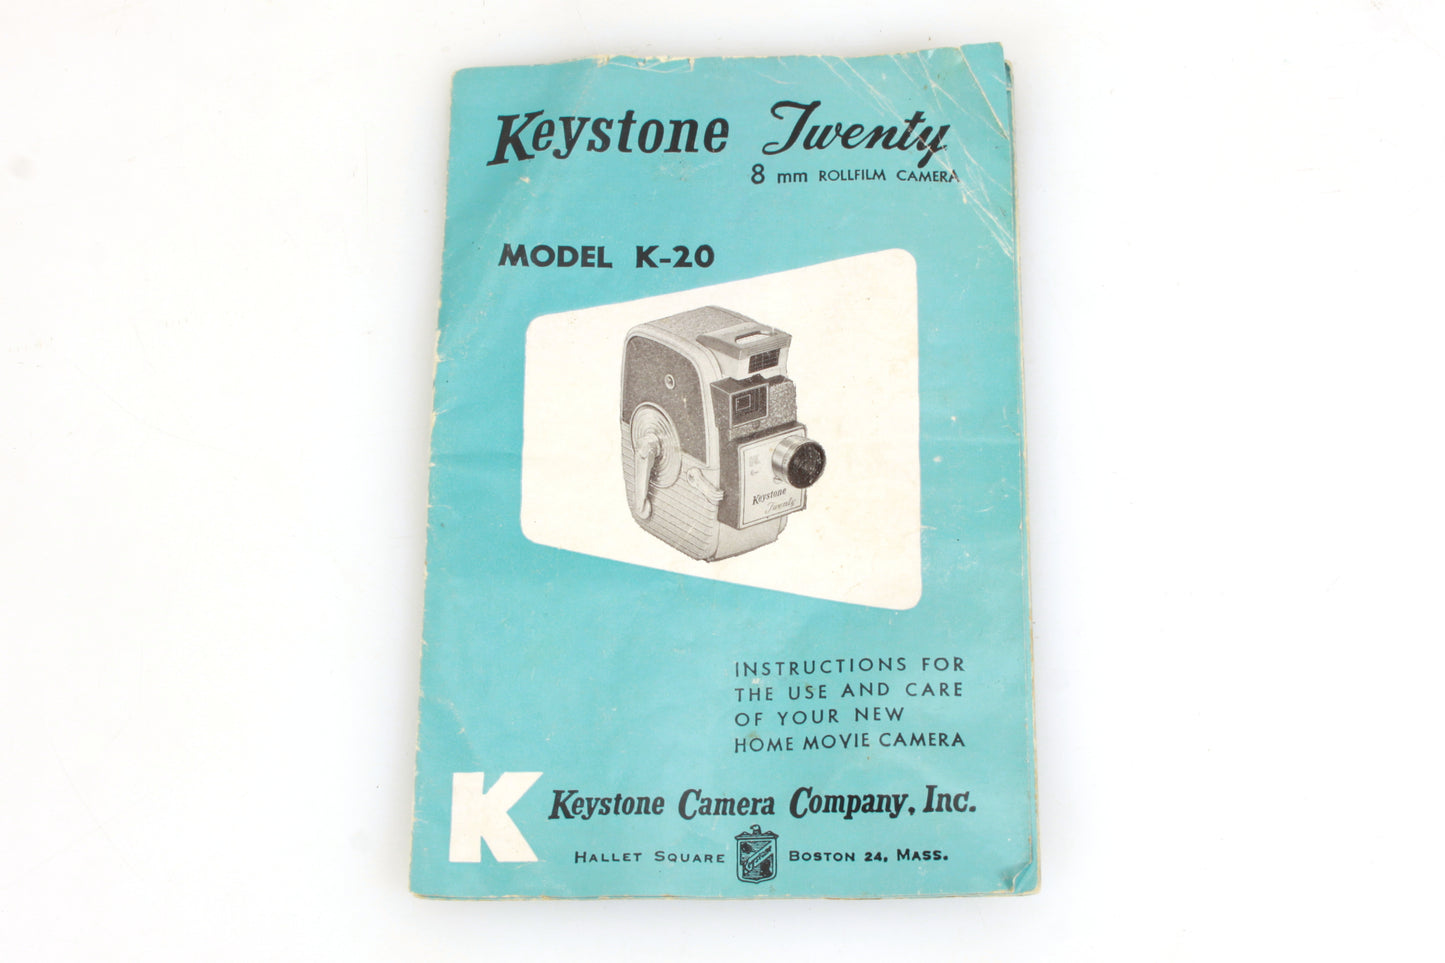 Keystone Twenty
8 mm ROLLFILM CAMERA
MODEL K-20
K
Keystone
Twenty
INSTRUCTIONS FOR
THE USE AND CARE
OF YOUR NEW
HOME MOVIE CAMERA
K Keystone Camera Company, Inc.
HALLET SQUARE Keystone BOSTON 24, MASS.